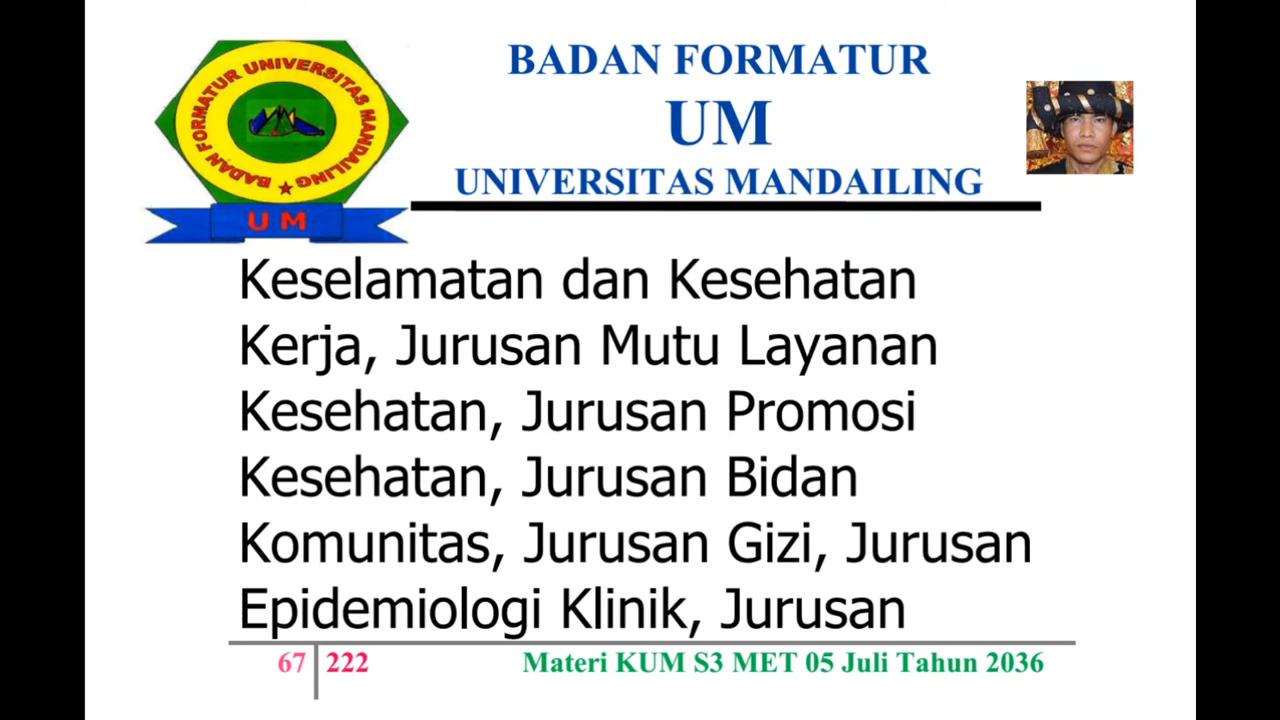 BADAN FORMATUR UNIVERSITAS MANDAILING
U M
BADAN FORMATUR
UM
UNIVERSITAS MANDAILING
Keselamatan dan Kesehatan
Kerja, Jurusan Mutu Layanan
Kesehatan, Jurusan Promosi
Kesehatan, Jurusan Bidan
Komunitas, Jurusan Gizi, Jurusan
Epidemiologi Klinik, Jurusan
67 222 Materi KUM S3 MET 05 Juli Tahun 2036